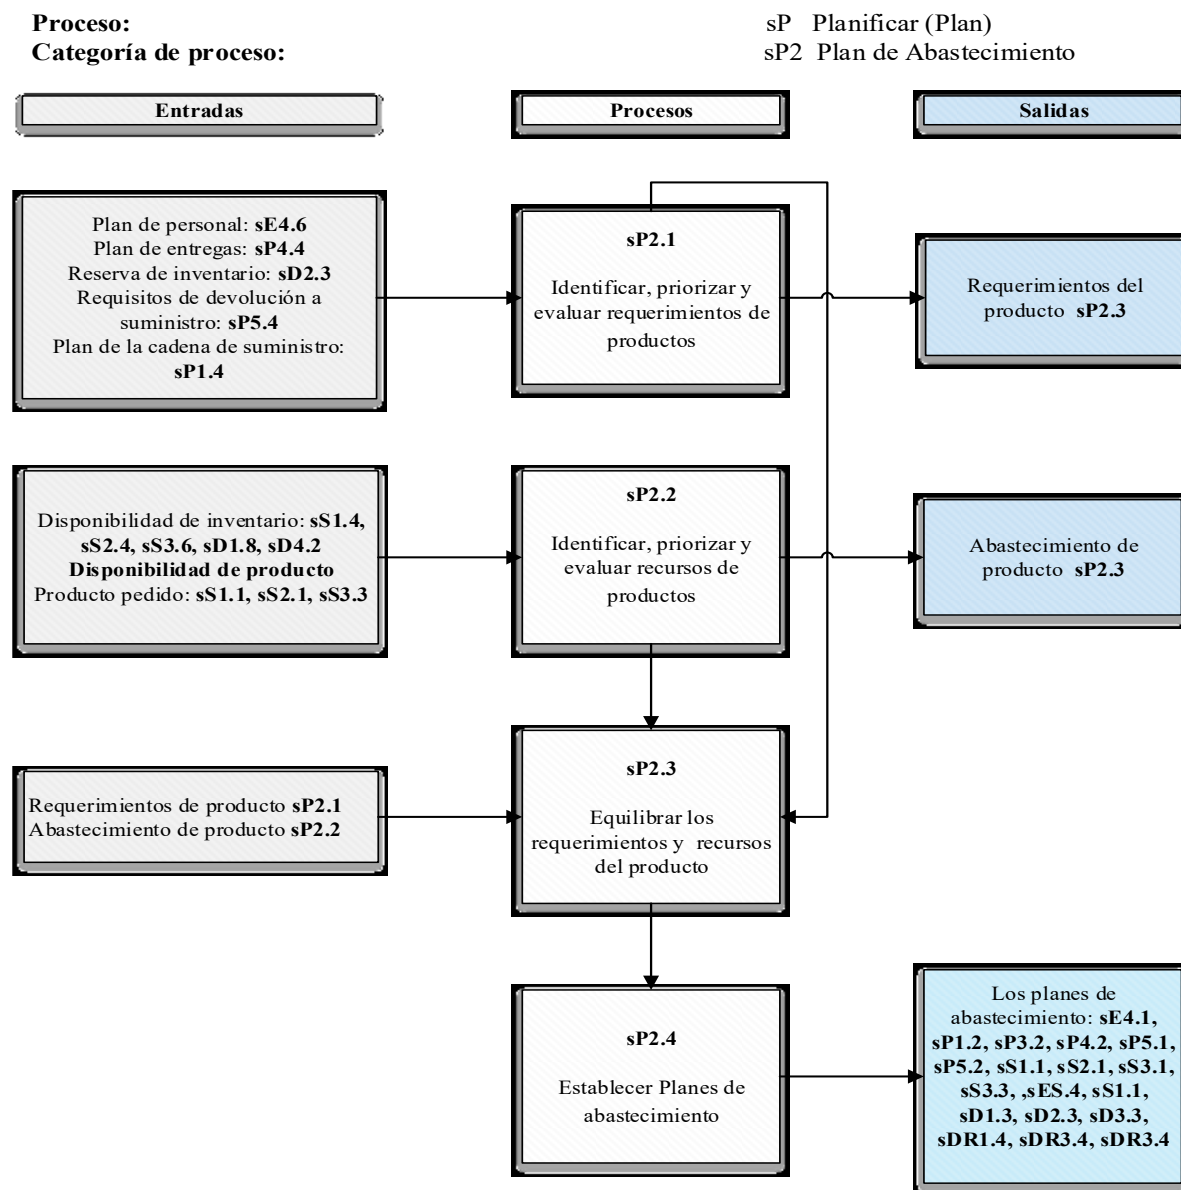 Proceso: sP Planificar (Plan)
Categoría de proceso: sP2 Plan de Abastecimiento
Entradas
Procesos
Salidas
Plan de personal: sE4.6
Plan de entregas: sP4.4
Reserva de inventario: sD2.3
Requisitos de devolución a
suministro: sP5.4
Plan de la cadena de suministro:
sP1.4
sP2.1
Identificar, priorizar y
evaluar requerimientos de
productos
Requerimientos del
producto sP2.3
Disponibilidad de inventario: sS1.4,
sS2.4, sS3.6, sD1.8, sD4.2
Disponibilidad de producto
Producto pedido: sS1.1, sS2.1, sS3.3
sP2.2
Identificar, priorizar y
evaluar recursos de
productos
Abastecimiento de
producto sP2.3
Requerimientos de producto sP2.1
Abastecimiento de producto sP2.2
sP2.3
Equilibrar los
requerimientos y recursos
del producto
sP2.4
Establecer Planes de
abastecimiento
Los planes de
abastecimiento: sE4.1,
sP1.2, sP3.2, sP4.2, sP5.1,
sP5.2, sS1.1, sS2.1, sS3.1,
sS3.3, ,sES.4, sS1.1,
sD1.3, sD2.3, sD3.3,
sDR1.4, sDR3.4, sDR3.4